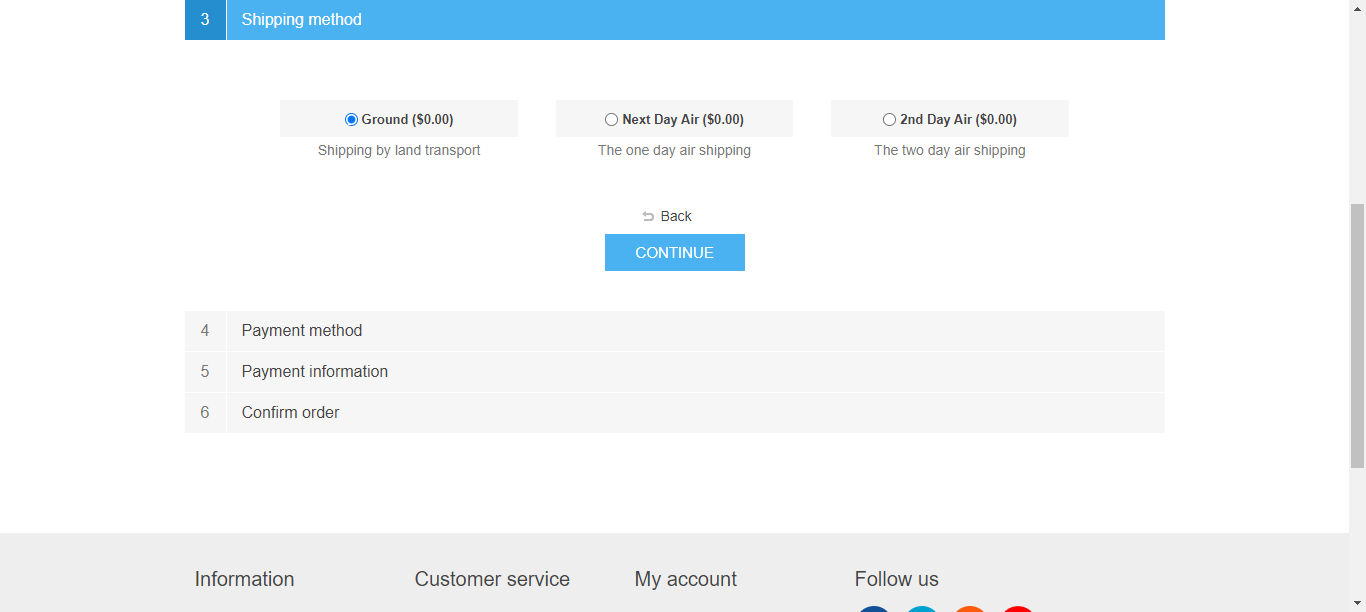 3 Shipping method
Ground ($0.00) Next Day Air ($0.00) 2nd Day Air ($0.00)
Shipping by land transport The one day air shipping The two day air shipping
Back
CONTINUE
4 Payment method
5 Payment information
6 Confirm order
Information Customer service My account Follow us